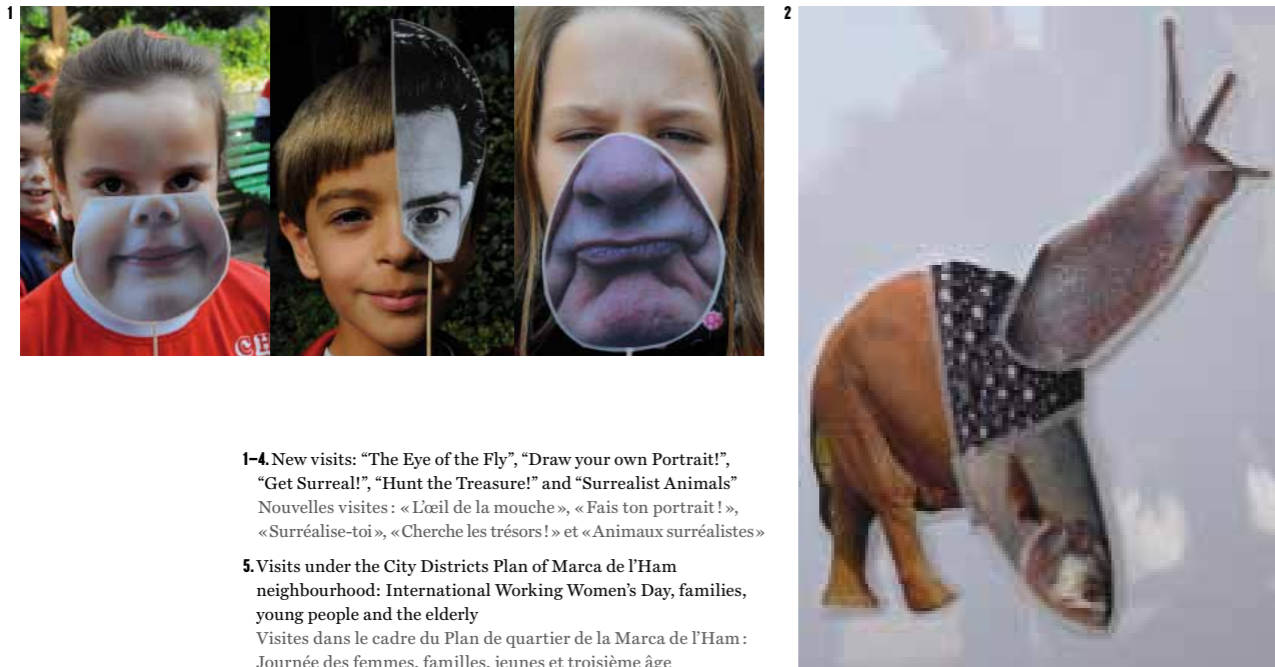 1
2
CH
1–4. New visits: “The Eye of the Fly”, “Draw your own Portrait!”,
“Get Surreal!”, “Hunt the Treasure!” and “Surrealist Animals”
Nouvelles visites : « L’œil de la mouche », « Fais ton portrait ! »,
« Surréalise-toi », « Cherche les trésors ! » et « Animaux surréalistes »
5. Visits under the City Districts Plan of Marca de l’Ham
neighbourhood: International Working Women’s Day, families,
young people and the elderly
Visites dans le cadre du Plan de quartier de la Marca de l’Ham :
Journée des femmes, familles, jeunes et troisième âge